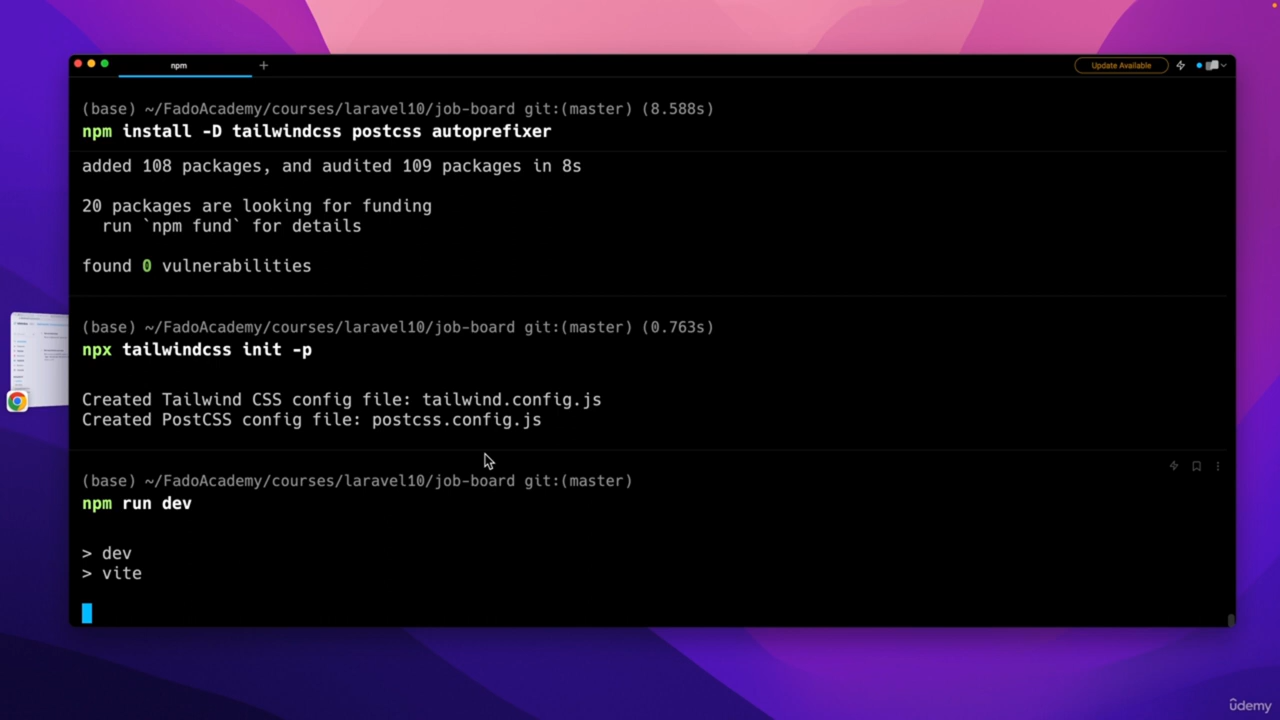 npm
+
Update Available
(base) ~/FadoAcademy/courses/laravel10/job-board git:(master) (8.588s)
npm install -D tailwindcss postcss autoprefixer
added 108 packages, and audited 109 packages in 8s
20 packages are looking for funding
run `npm fund` for details
found 0 vulnerabilities
(base) ~/FadoAcademy/courses/laravel10/job-board git:(master) (0.763s)
npx tailwindcss init -p
Created Tailwind CSS config file: tailwind.config.js
Created PostCSS config file: postcss.config.js
(base) ~/FadoAcademy/courses/laravel10/job-board git:(master)
npm run dev
> dev
> vite
ûdemy